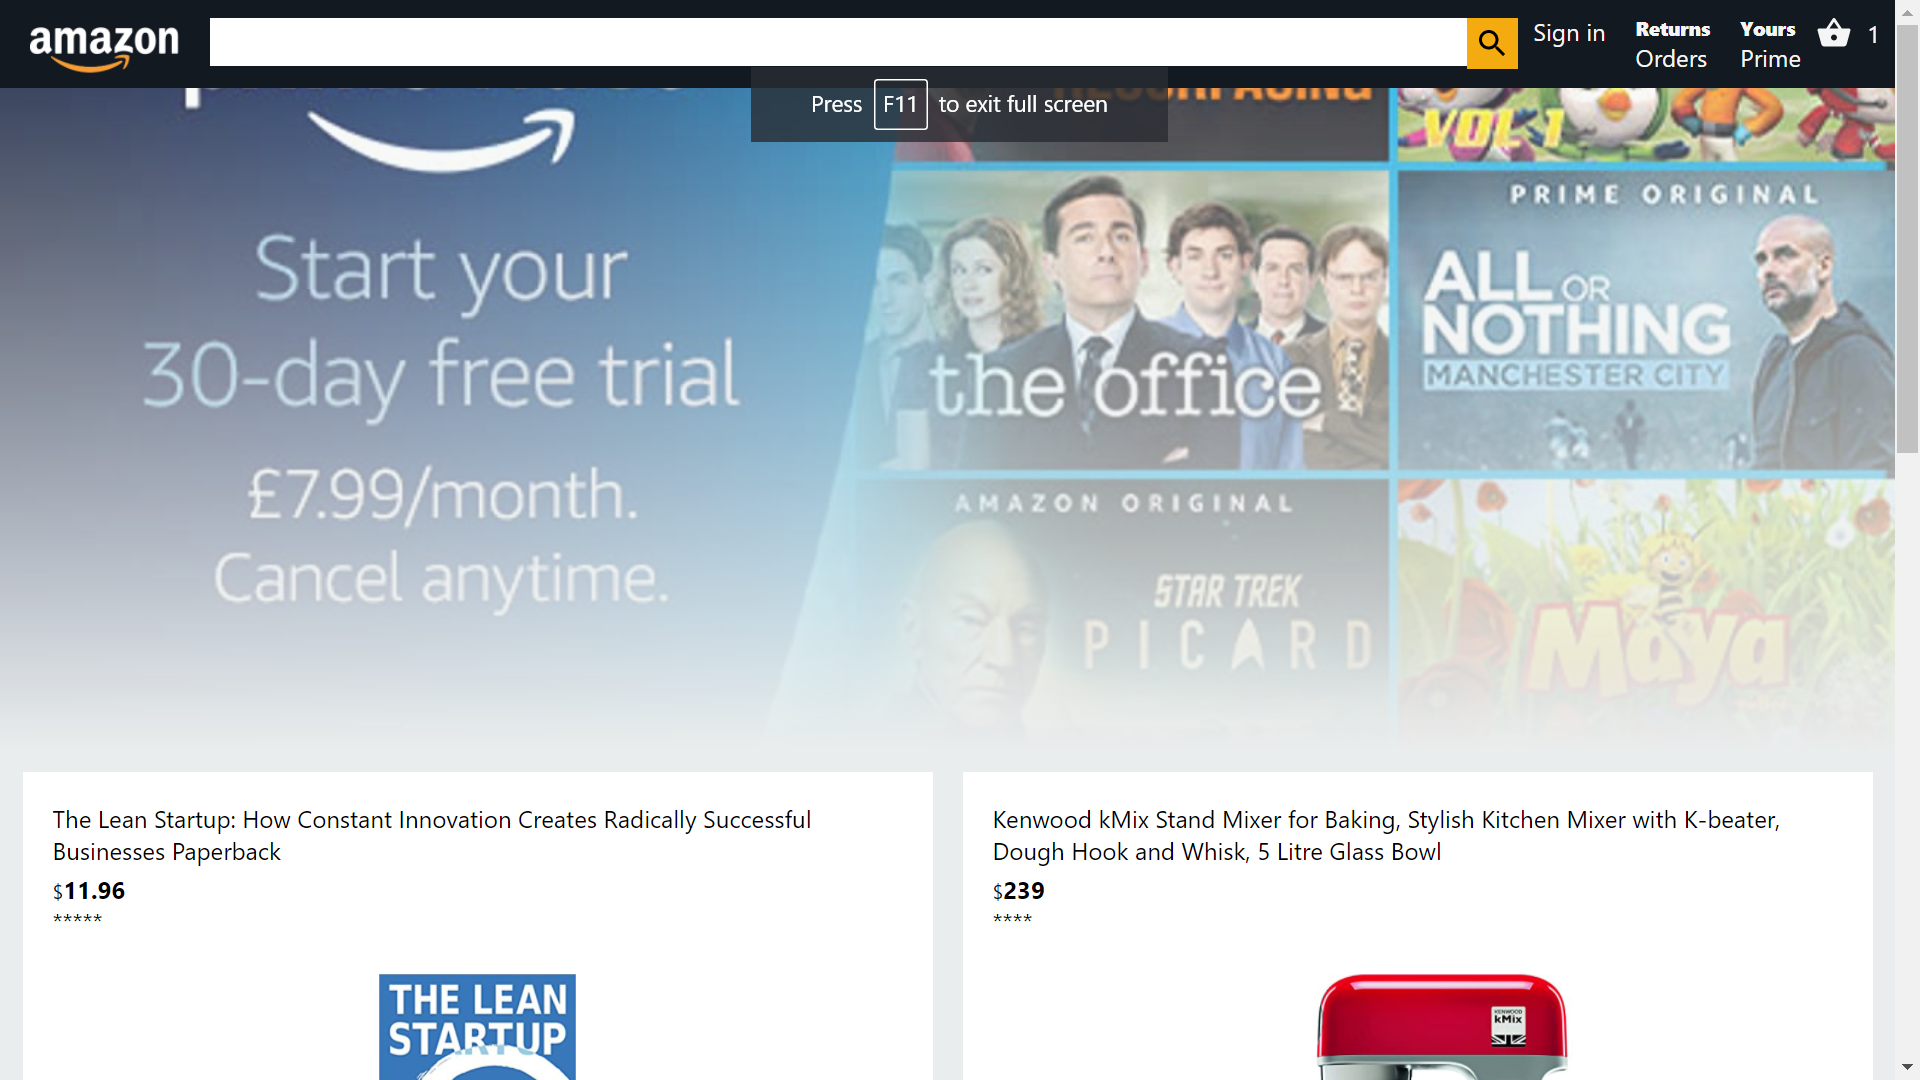 amazon
Sign in
Returns
Orders
Yours
Prime
1
Press F11 to exit full screen
VOL 1
Start your
30-day free trial
£7.99/month.
Cancel anytime.
the office
PRIME ORIGINAL
ALL OR
NOTHING
MANCHESTER CITY
AMAZON ORIGINAL
STAR TREK
PICARD
Maya
The Lean Startup: How Constant Innovation Creates Radically Successful
Businesses Paperback
$11.96
*****
THE LEAN
STARTUP
Kenwood kMix Stand Mixer for Baking, Stylish Kitchen Mixer with K-beater,
Dough Hook and Whisk, 5 Litre Glass Bowl
$239
****
KENWOOD
kMix